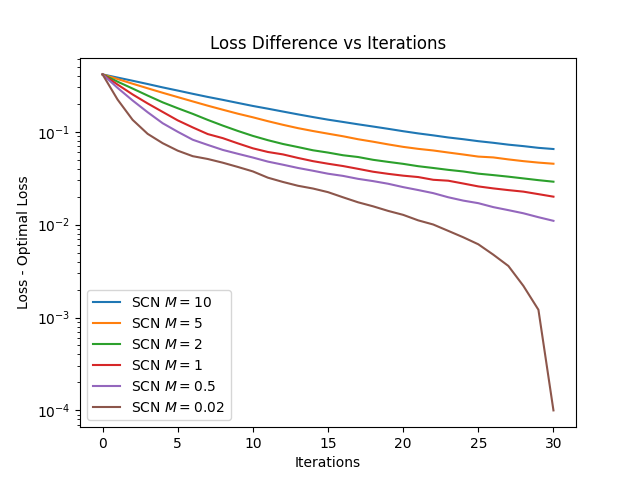 Loss Difference vs Iterations
Loss - Optimal Loss
10⁻¹
10⁻²
10⁻³
10⁻⁴
SCN M = 10
SCN M = 5
SCN M = 2
SCN M = 1
SCN M = 0.5
SCN M = 0.02
0 5 10 15 20 25 30
Iterations